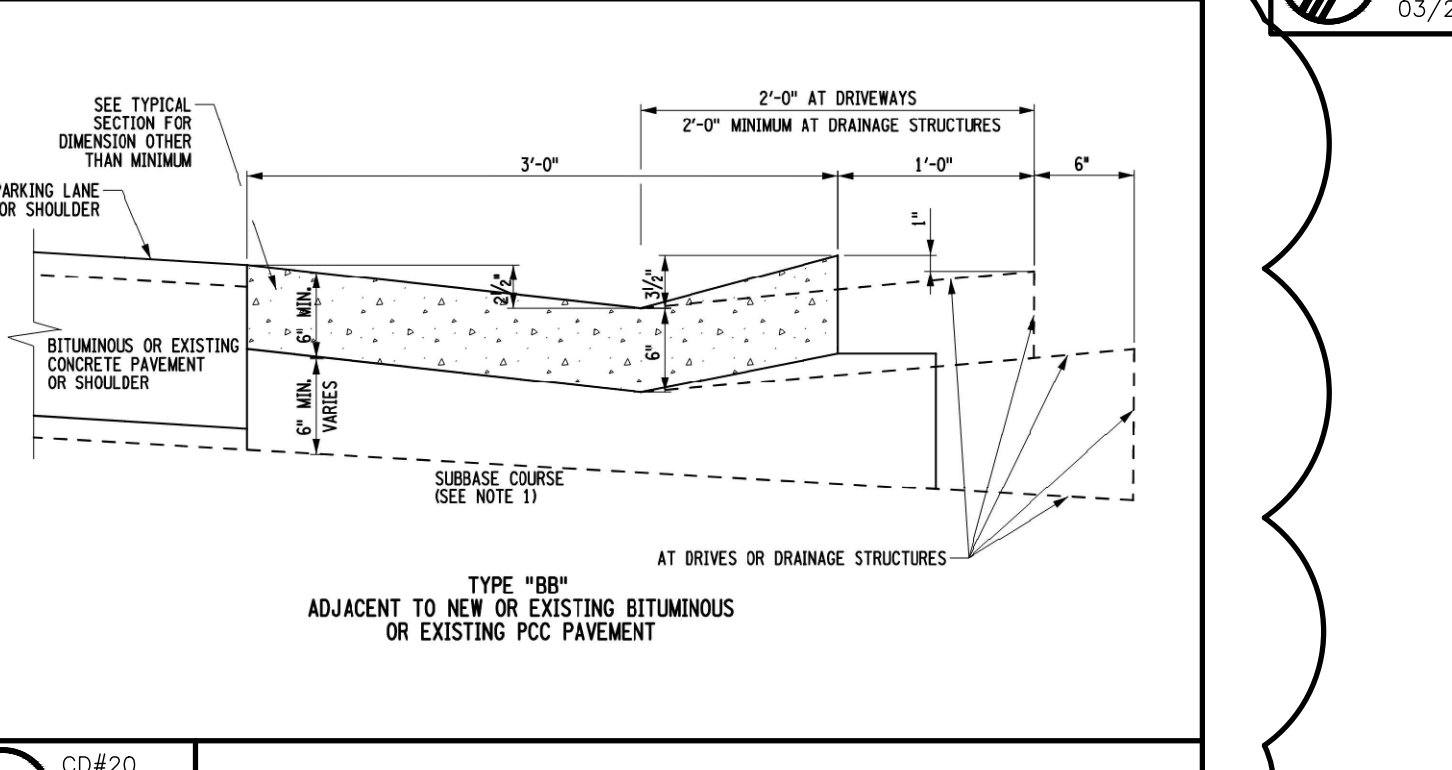 03/2
SEE TYPICAL
SECTION FOR
DIMENSION OTHER
THAN MINIMUM
2'-0" AT DRIVEWAYS
2'-0" MINIMUM AT DRAINAGE STRUCTURES
3'-0"
1'-0"
6"
PARKING LANE
OR SHOULDER
1"
2½"
3½"
6" MIN.
6"
BITUMINOUS OR EXISTING
CONCRETE PAVEMENT
OR SHOULDER
6" MIN.
VARIES
SUBBASE COURSE
(SEE NOTE 1)
AT DRIVES OR DRAINAGE STRUCTURES
TYPE "BB"
ADJACENT TO NEW OR EXISTING BITUMINOUS
OR EXISTING PCC PAVEMENT
CD#20